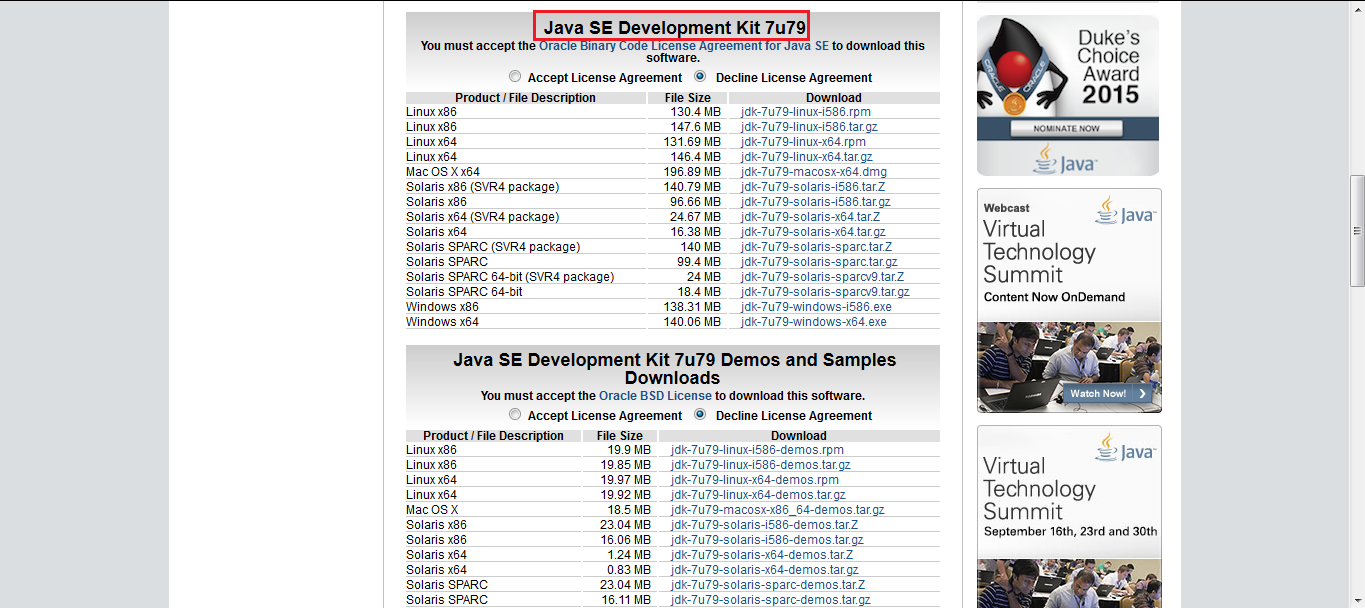 Java SE Development Kit 7u79
You must accept the Oracle Binary Code License Agreement for Java SE to download this
software.
Accept License Agreement Decline License Agreement
Product / File Description File Size Download
Linux x86 130.4 MB jdk-7u79-linux-i586.rpm
Linux x86 147.6 MB jdk-7u79-linux-i586.tar.gz
Linux x64 131.69 MB jdk-7u79-linux-x64.rpm
Linux x64 146.4 MB jdk-7u79-linux-x64.tar.gz
Mac OS X x64 196.89 MB jdk-7u79-macosx-x64.dmg
Solaris x86 (SVR4 package) 140.79 MB jdk-7u79-solaris-i586.tar.Z
Solaris x86 96.66 MB jdk-7u79-solaris-i586.tar.gz
Solaris x64 (SVR4 package) 24.67 MB jdk-7u79-solaris-x64.tar.Z
Solaris x64 16.38 MB jdk-7u79-solaris-x64.tar.gz
Solaris SPARC (SVR4 package) 140 MB jdk-7u79-solaris-sparc.tar.Z
Solaris SPARC 99.4 MB jdk-7u79-solaris-sparc.tar.gz
Solaris SPARC 64-bit (SVR4 package) 24 MB jdk-7u79-solaris-sparcv9.tar.Z
Solaris SPARC 64-bit 18.4 MB jdk-7u79-solaris-sparcv9.tar.gz
Windows x86 138.31 MB jdk-7u79-windows-i586.exe
Windows x64 140.06 MB jdk-7u79-windows-x64.exe
Java SE Development Kit 7u79 Demos and Samples
Downloads
You must accept the Oracle BSD License to download this software.
Accept License Agreement Decline License Agreement
Product / File Description File Size Download
Linux x86 19.9 MB jdk-7u79-linux-i586-demos.rpm
Linux x86 19.85 MB jdk-7u79-linux-i586-demos.tar.gz
Linux x64 19.97 MB jdk-7u79-linux-x64-demos.rpm
Linux x64 19.92 MB jdk-7u79-linux-x64-demos.tar.gz
Mac OS X 18.5 MB jdk-7u79-macosx-x86_64-demos.tar.gz
Solaris x86 23.04 MB jdk-7u79-solaris-i586-demos.tar.Z
Solaris x86 16.06 MB jdk-7u79-solaris-i586-demos.tar.gz
Solaris x64 1.24 MB jdk-7u79-solaris-x64-demos.tar.Z
Solaris x64 0.83 MB jdk-7u79-solaris-x64-demos.tar.gz
Solaris SPARC 23.04 MB jdk-7u79-solaris-sparc-demos.tar.Z
Solaris SPARC 16.11 MB jdk-7u79-solaris-sparc-demos.tar.gz
Duke's
Choice
Award
2015
ORACLE ORACLE
NOMINATE NOW
Java
Webcast
Java
Virtual
Technology
Summit
Content Now OnDemand
Watch Now!
Java
Virtual
Technology
Summit
September 16th, 23rd and 30th